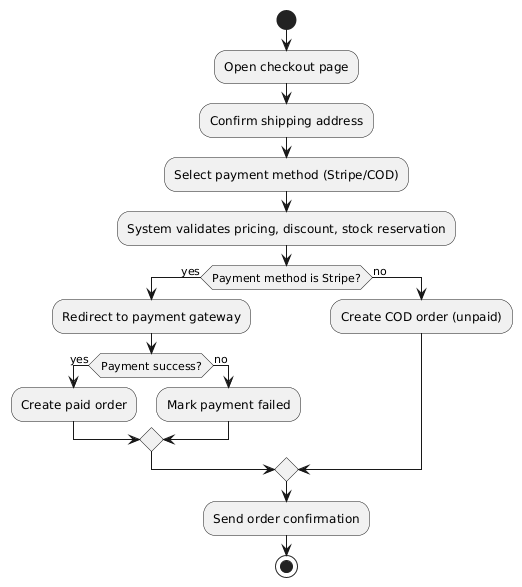 Open checkout page
Confirm shipping address
Select payment method (Stripe/COD)
System validates pricing, discount, stock reservation
yes
Payment method is Stripe?
no
Redirect to payment gateway
Create COD order (unpaid)
yes
Payment success?
no
Create paid order
Mark payment failed
Send order confirmation